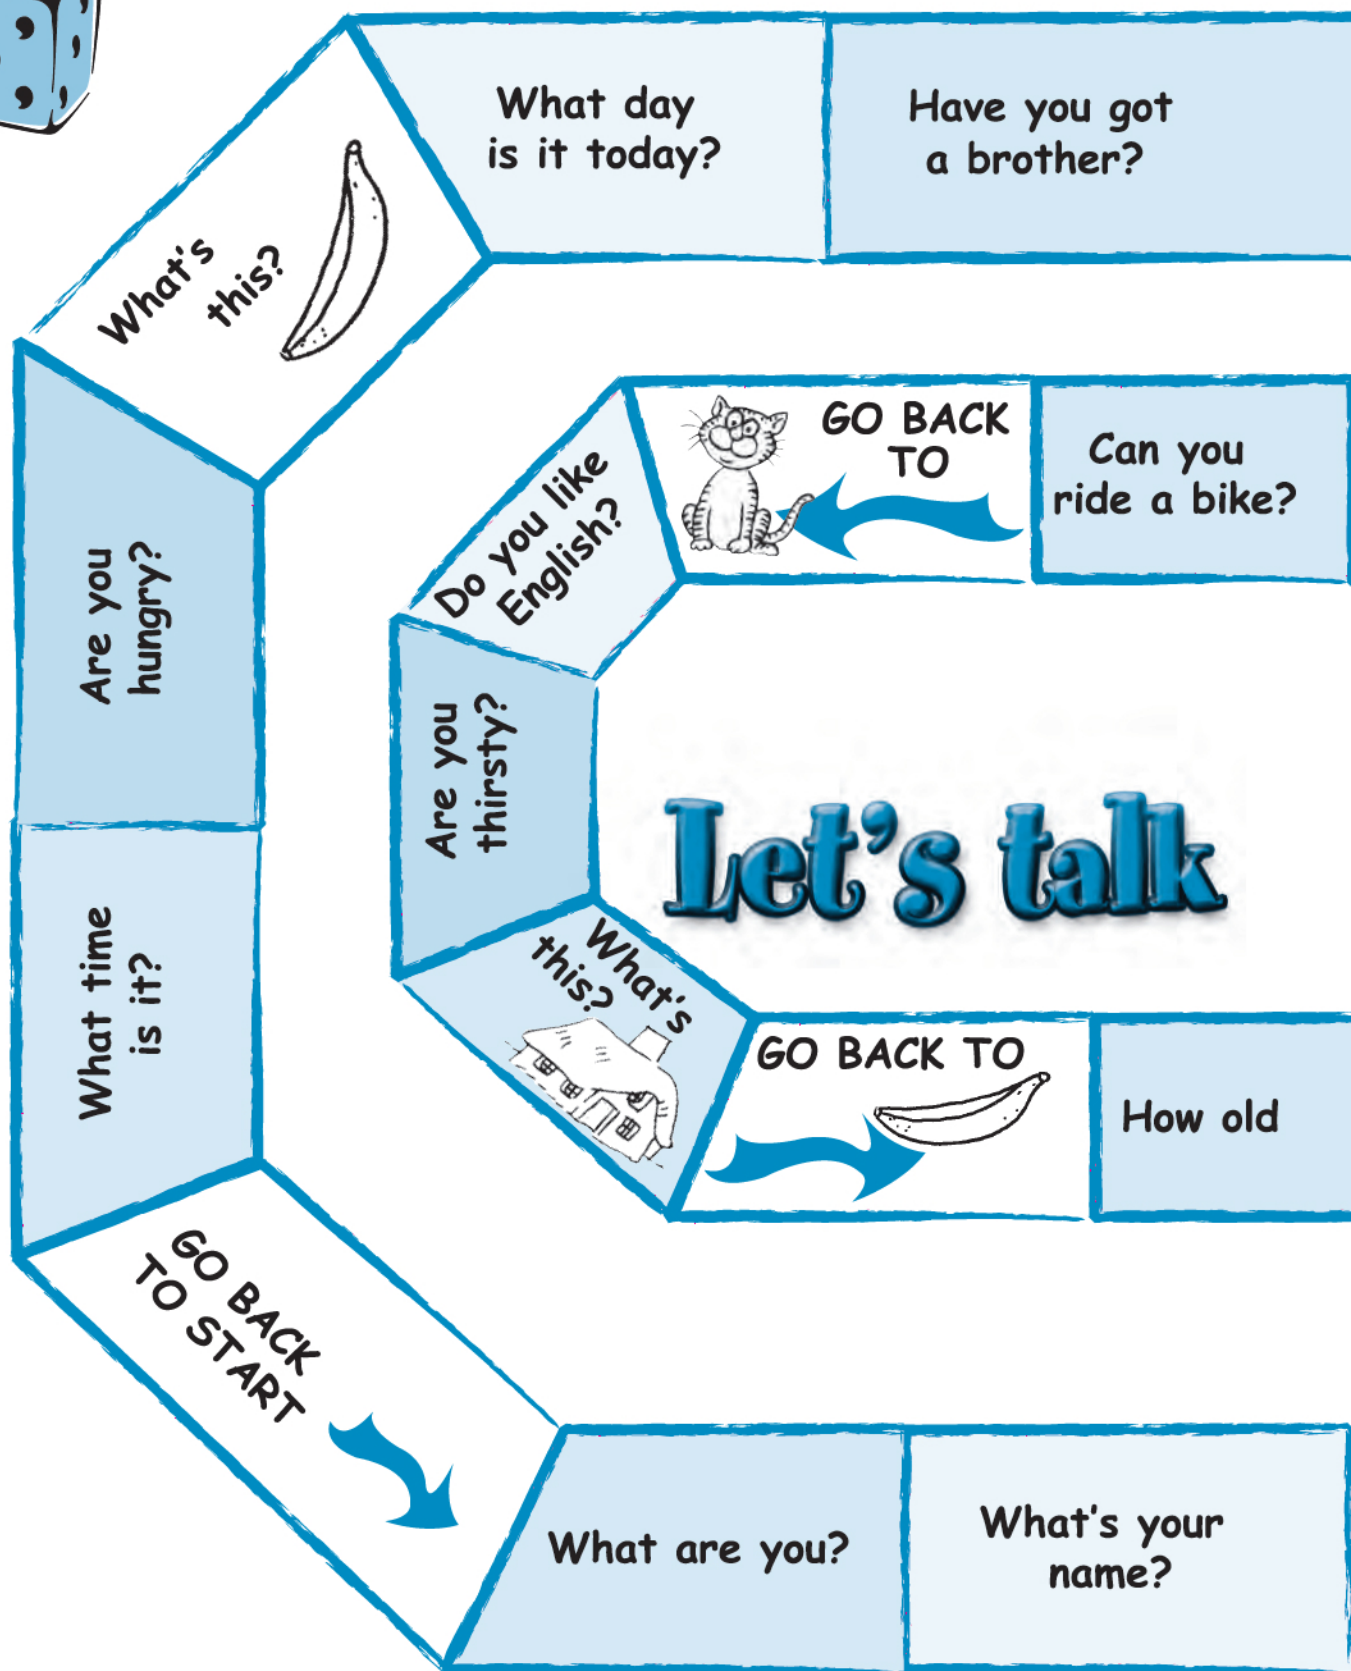 What day
is it today?
Have you got
a brother?
What's
this?
Are you
hungry?
What time
is it?
GO BACK
TO START
What are you?
What's your
name?
GO BACK
TO
Can you
ride a bike?
Do you like
English?
Are you
thirsty?
What's
this?
GO BACK TO
How old
Let's talk